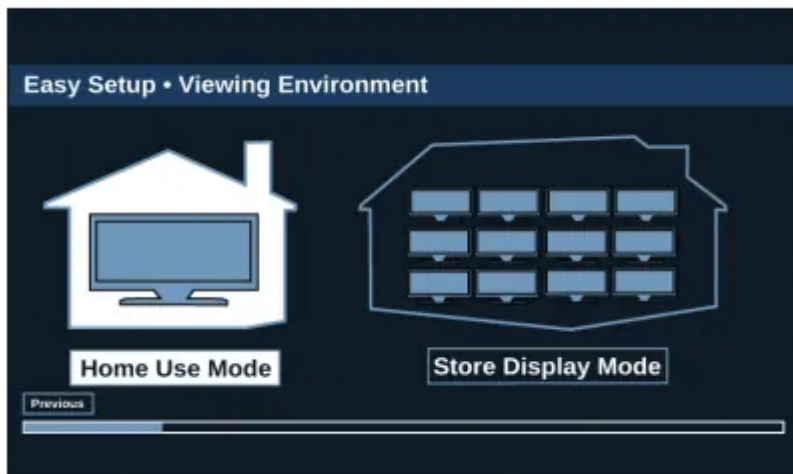 Easy Setup • Viewing Environment
Home Use Mode
Store Display Mode
Previous